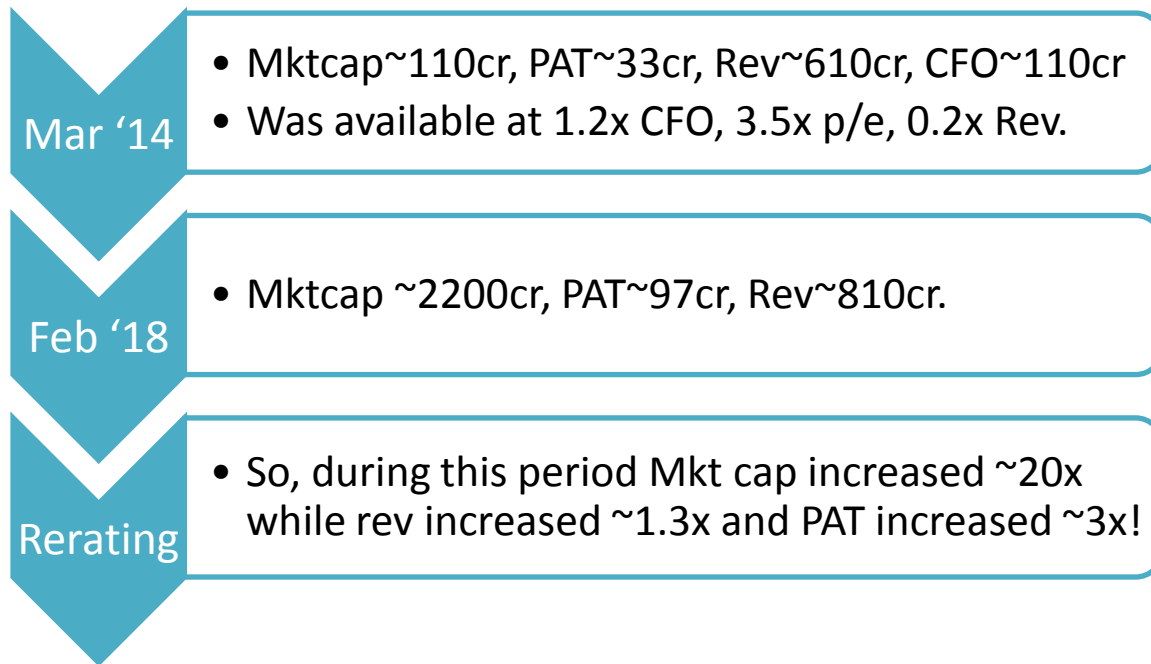 Mar ‘14
• Mktcap~110cr, PAT~33cr, Rev~610cr, CFO~110cr
• Was available at 1.2x CFO, 3.5x p/e, 0.2x Rev.
Feb ‘18
• Mktcap ~2200cr, PAT~97cr, Rev~810cr.
Rerating
• So, during this period Mkt cap increased ~20x
while rev increased ~1.3x and PAT increased ~3x!